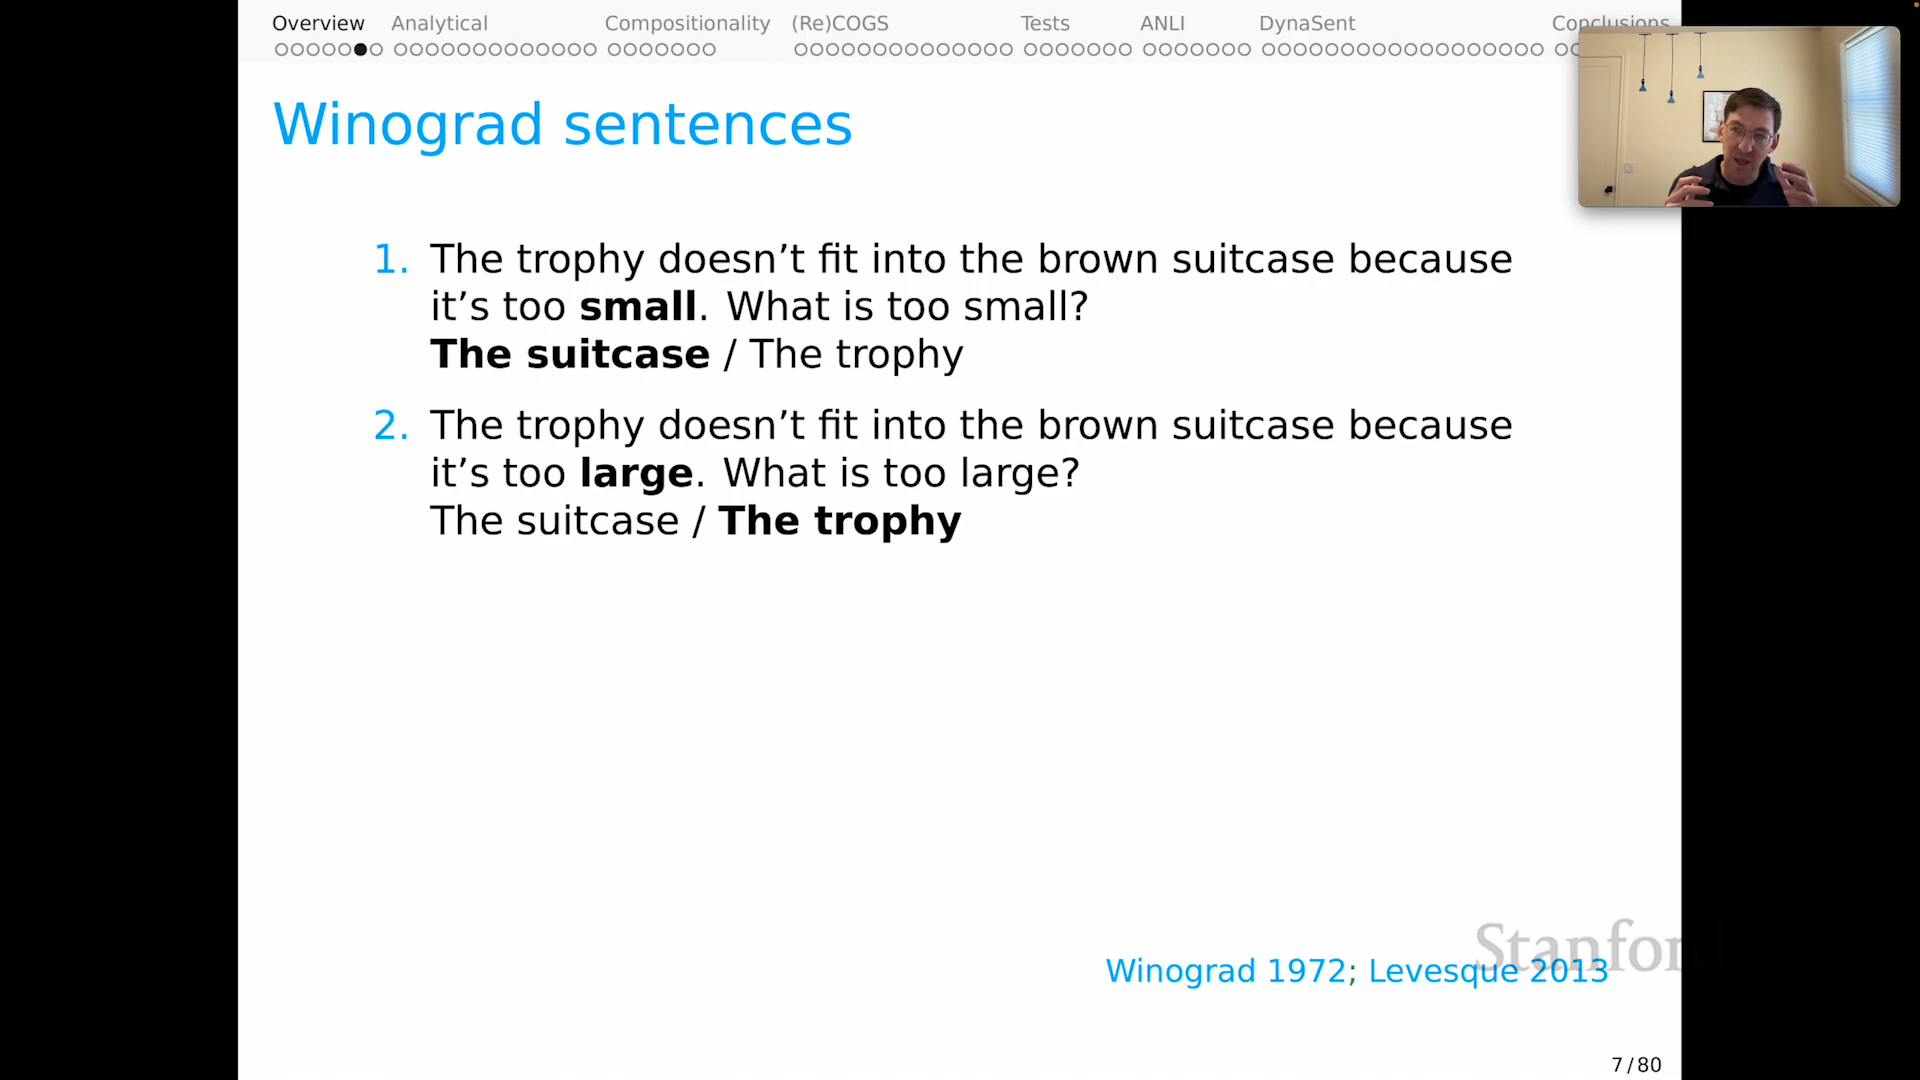 Overview Analytical Compositionality (Re)COGS Tests ANLI DynaSent Conclusions
Winograd sentences
1. The trophy doesn’t fit into the brown suitcase because
it’s too small. What is too small?
The suitcase / The trophy
2. The trophy doesn’t fit into the brown suitcase because
it’s too large. What is too large?
The suitcase / The trophy
Stanford
Winograd 1972; Levesque 2013
7 / 80